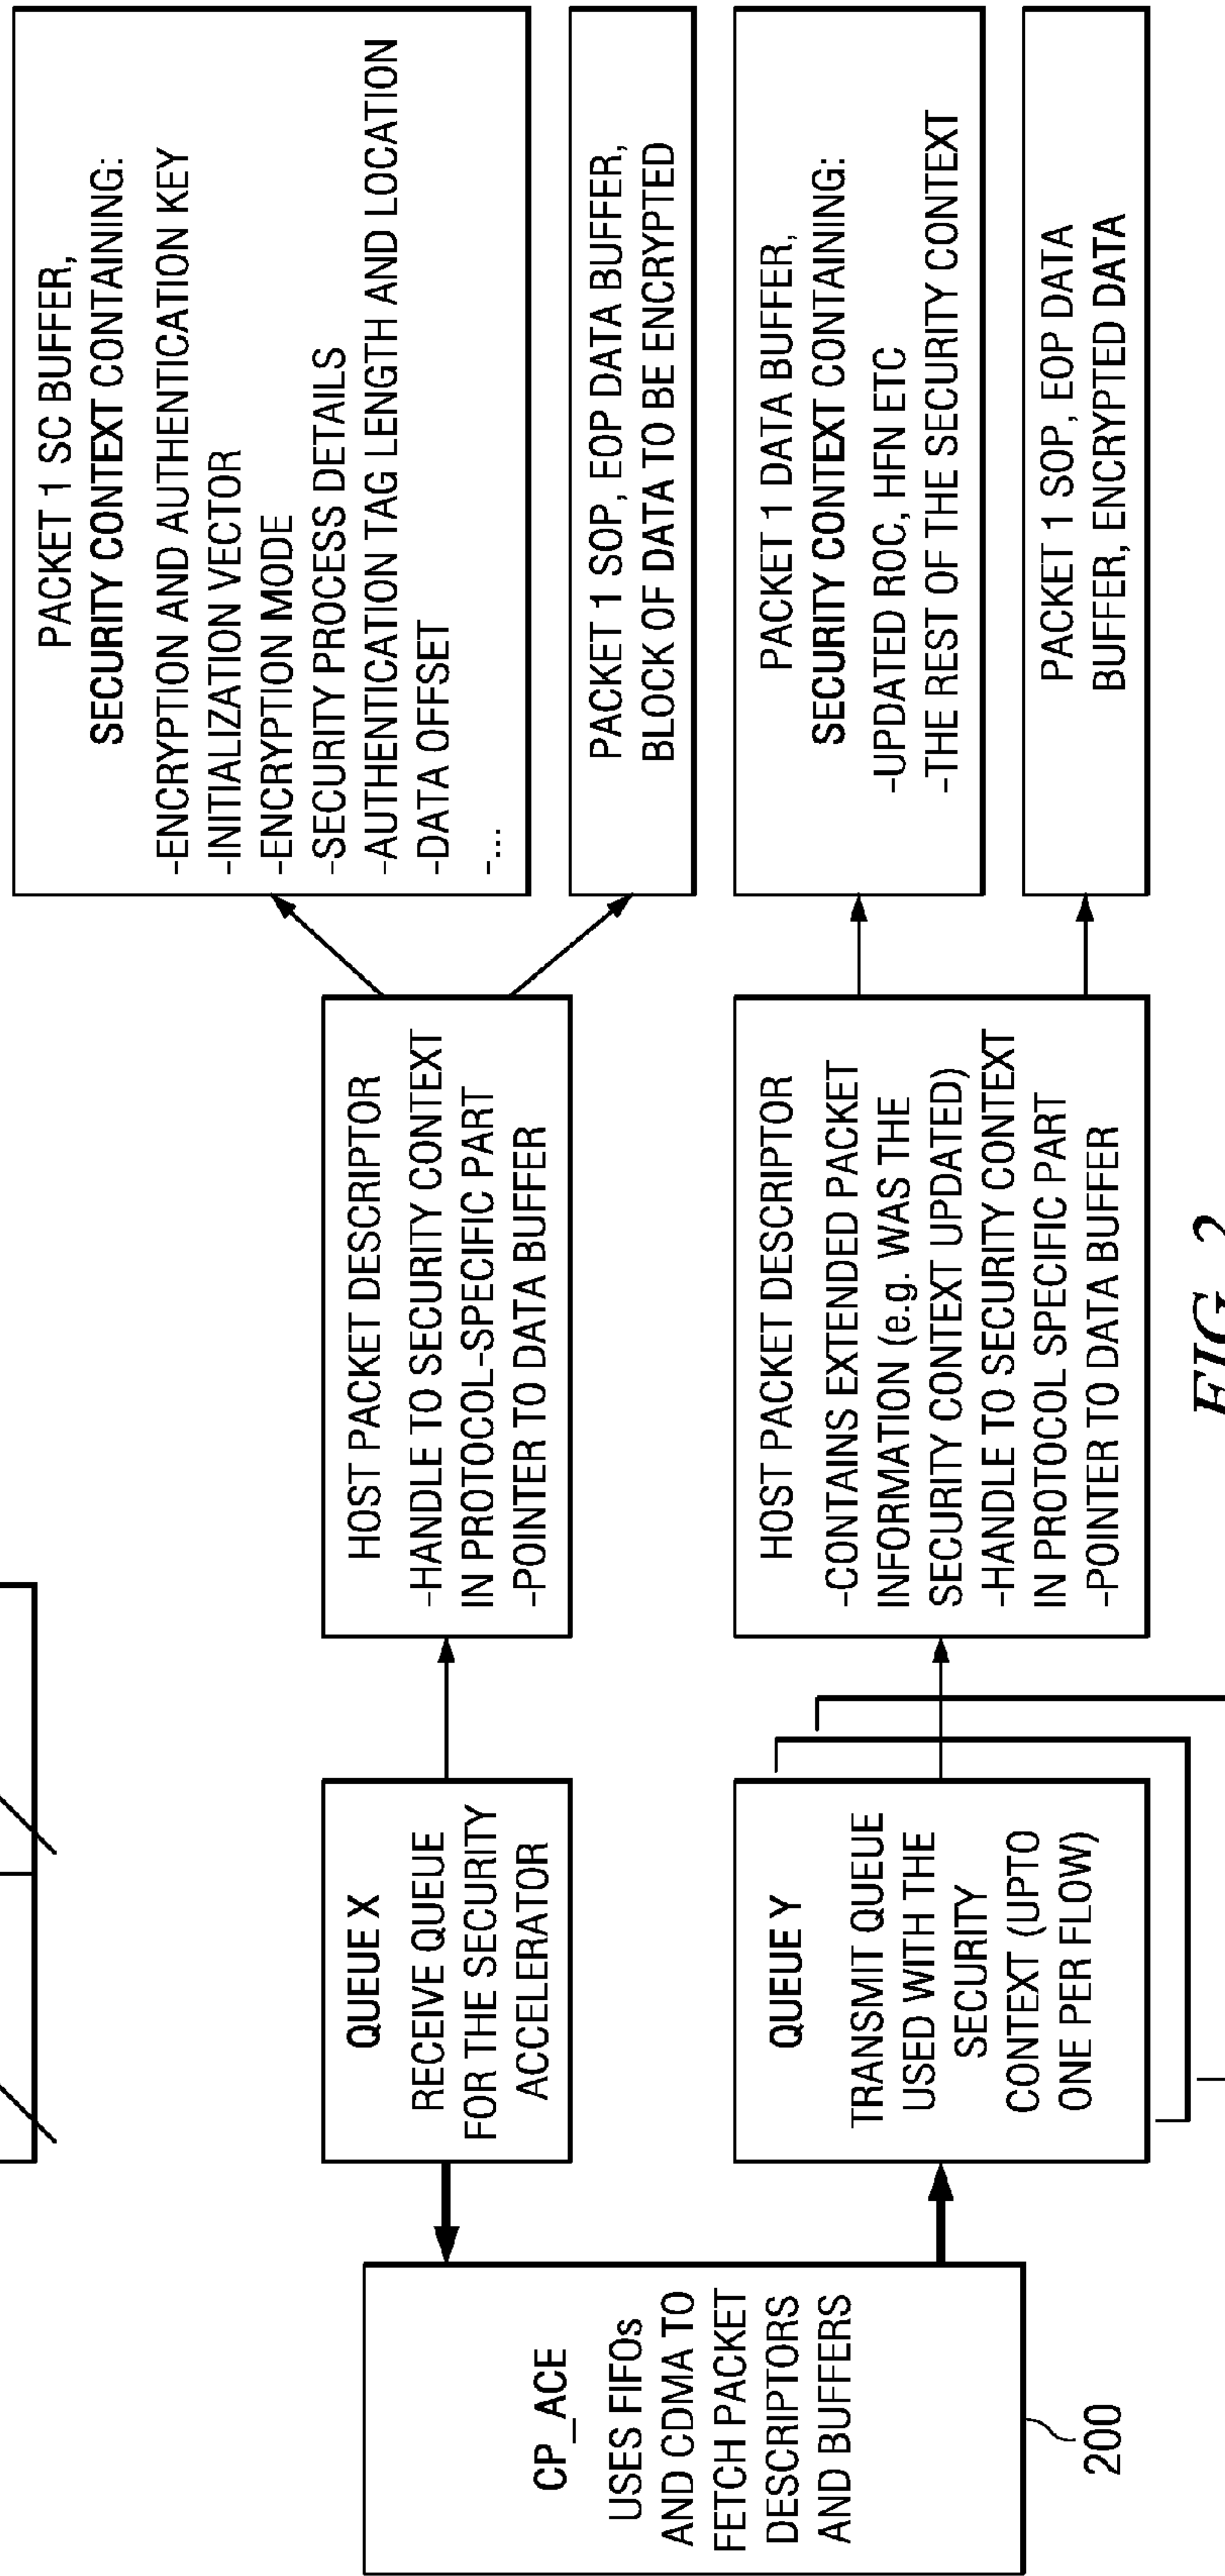 CP_ACE
USES FIFOs
AND CDMA TO
FETCH PACKET
DESCRIPTORS
AND BUFFERS
200
QUEUE X
RECEIVE QUEUE
FOR THE SECURITY
ACCELERATOR
HOST PACKET DESCRIPTOR
-HANDLE TO SECURITY CONTEXT
IN PROTOCOL-SPECIFIC PART
-POINTER TO DATA BUFFER
PACKET 1 SC BUFFER,
SECURITY CONTEXT CONTAINING:
-ENCRYPTION AND AUTHENTICATION KEY
-INITIALIZATION VECTOR
-ENCRYPTION MODE
-SECURITY PROCESS DETAILS
-AUTHENTICATION TAG LENGTH AND LOCATION
-DATA OFFSET
-...
PACKET 1 SOP, EOP DATA BUFFER,
BLOCK OF DATA TO BE ENCRYPTED
QUEUE Y
TRANSMIT QUEUE
USED WITH THE
SECURITY
CONTEXT (UPTO
ONE PER FLOW)
HOST PACKET DESCRIPTOR
-CONTAINS EXTENDED PACKET
INFORMATION (e.g. WAS THE
SECURITY CONTEXT UPDATED)
-HANDLE TO SECURITY CONTEXT
IN PROTOCOL SPECIFIC PART
-POINTER TO DATA BUFFER
PACKET 1 DATA BUFFER,
SECURITY CONTEXT CONTAINING:
-UPDATED ROC, HFN ETC
-THE REST OF THE SECURITY CONTEXT
PACKET 1 SOP, EOP DATA
BUFFER, ENCRYPTED DATA
FIG. 2